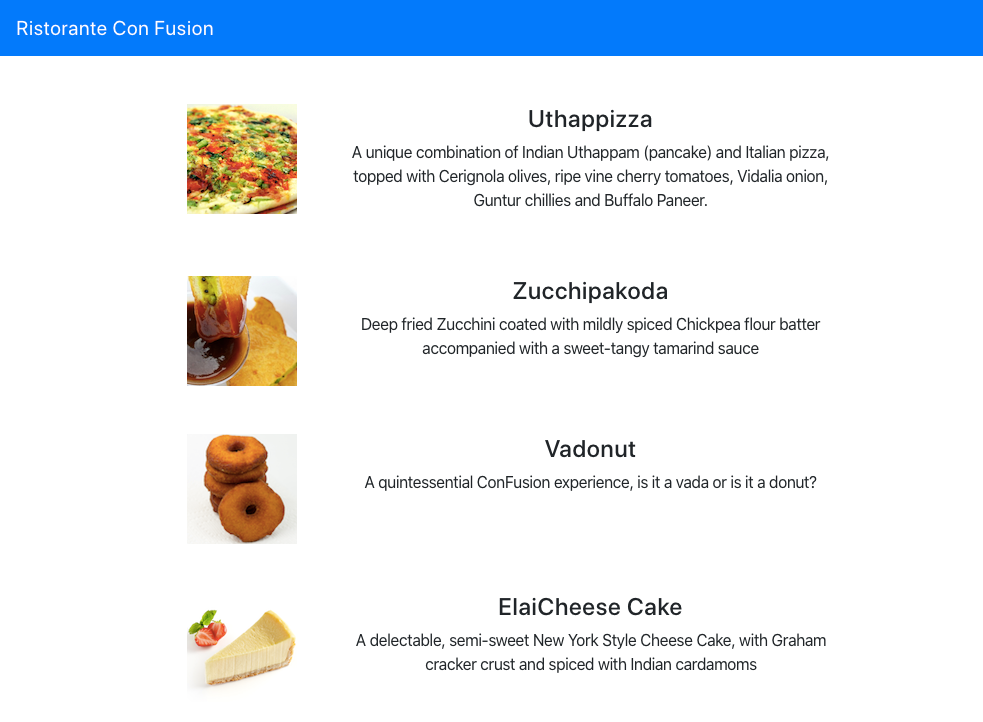 Ristorante Con Fusion
Uthappizza
A unique combination of Indian Uthappam (pancake) and Italian pizza,
topped with Cerignola olives, ripe vine cherry tomatoes, Vidalia onion,
Guntur chillies and Buffalo Paneer.
Zucchipakoda
Deep fried Zucchini coated with mildly spiced Chickpea flour batter
accompanied with a sweet-tangy tamarind sauce
Vadonut
A quintessential ConFusion experience, is it a vada or is it a donut?
ElaiCheese Cake
A delectable, semi-sweet New York Style Cheese Cake, with Graham
cracker crust and spiced with Indian cardamoms